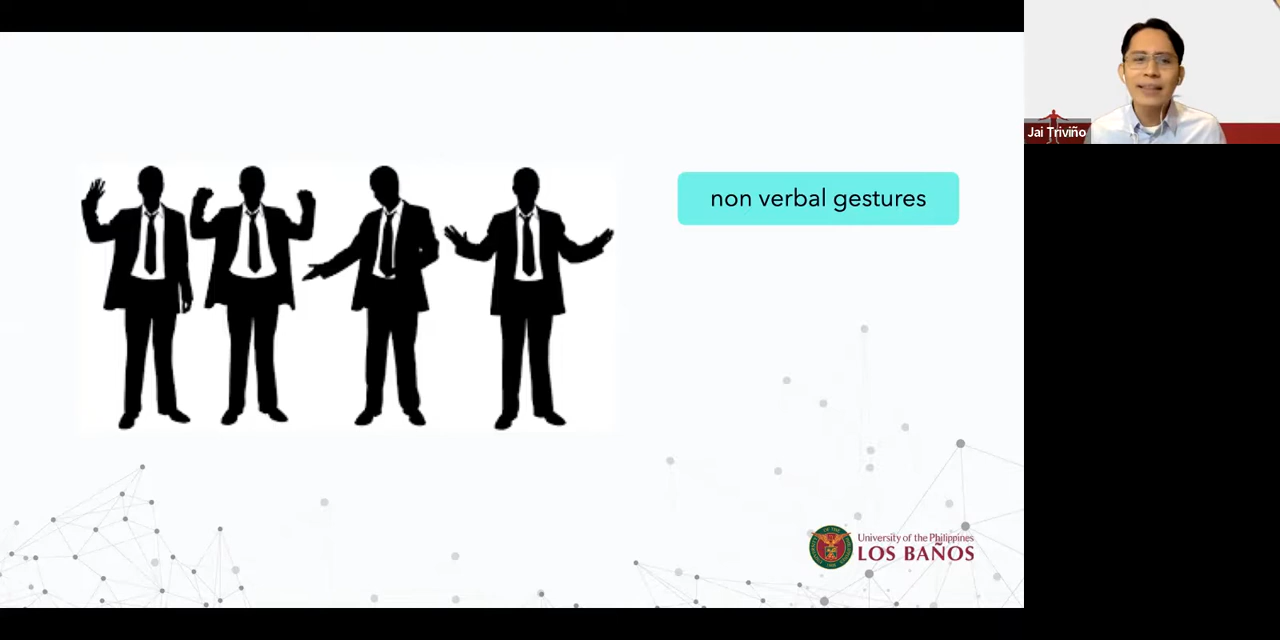 Jai Triviño
non verbal gestures
University of the Philippines
LOS BAÑOS